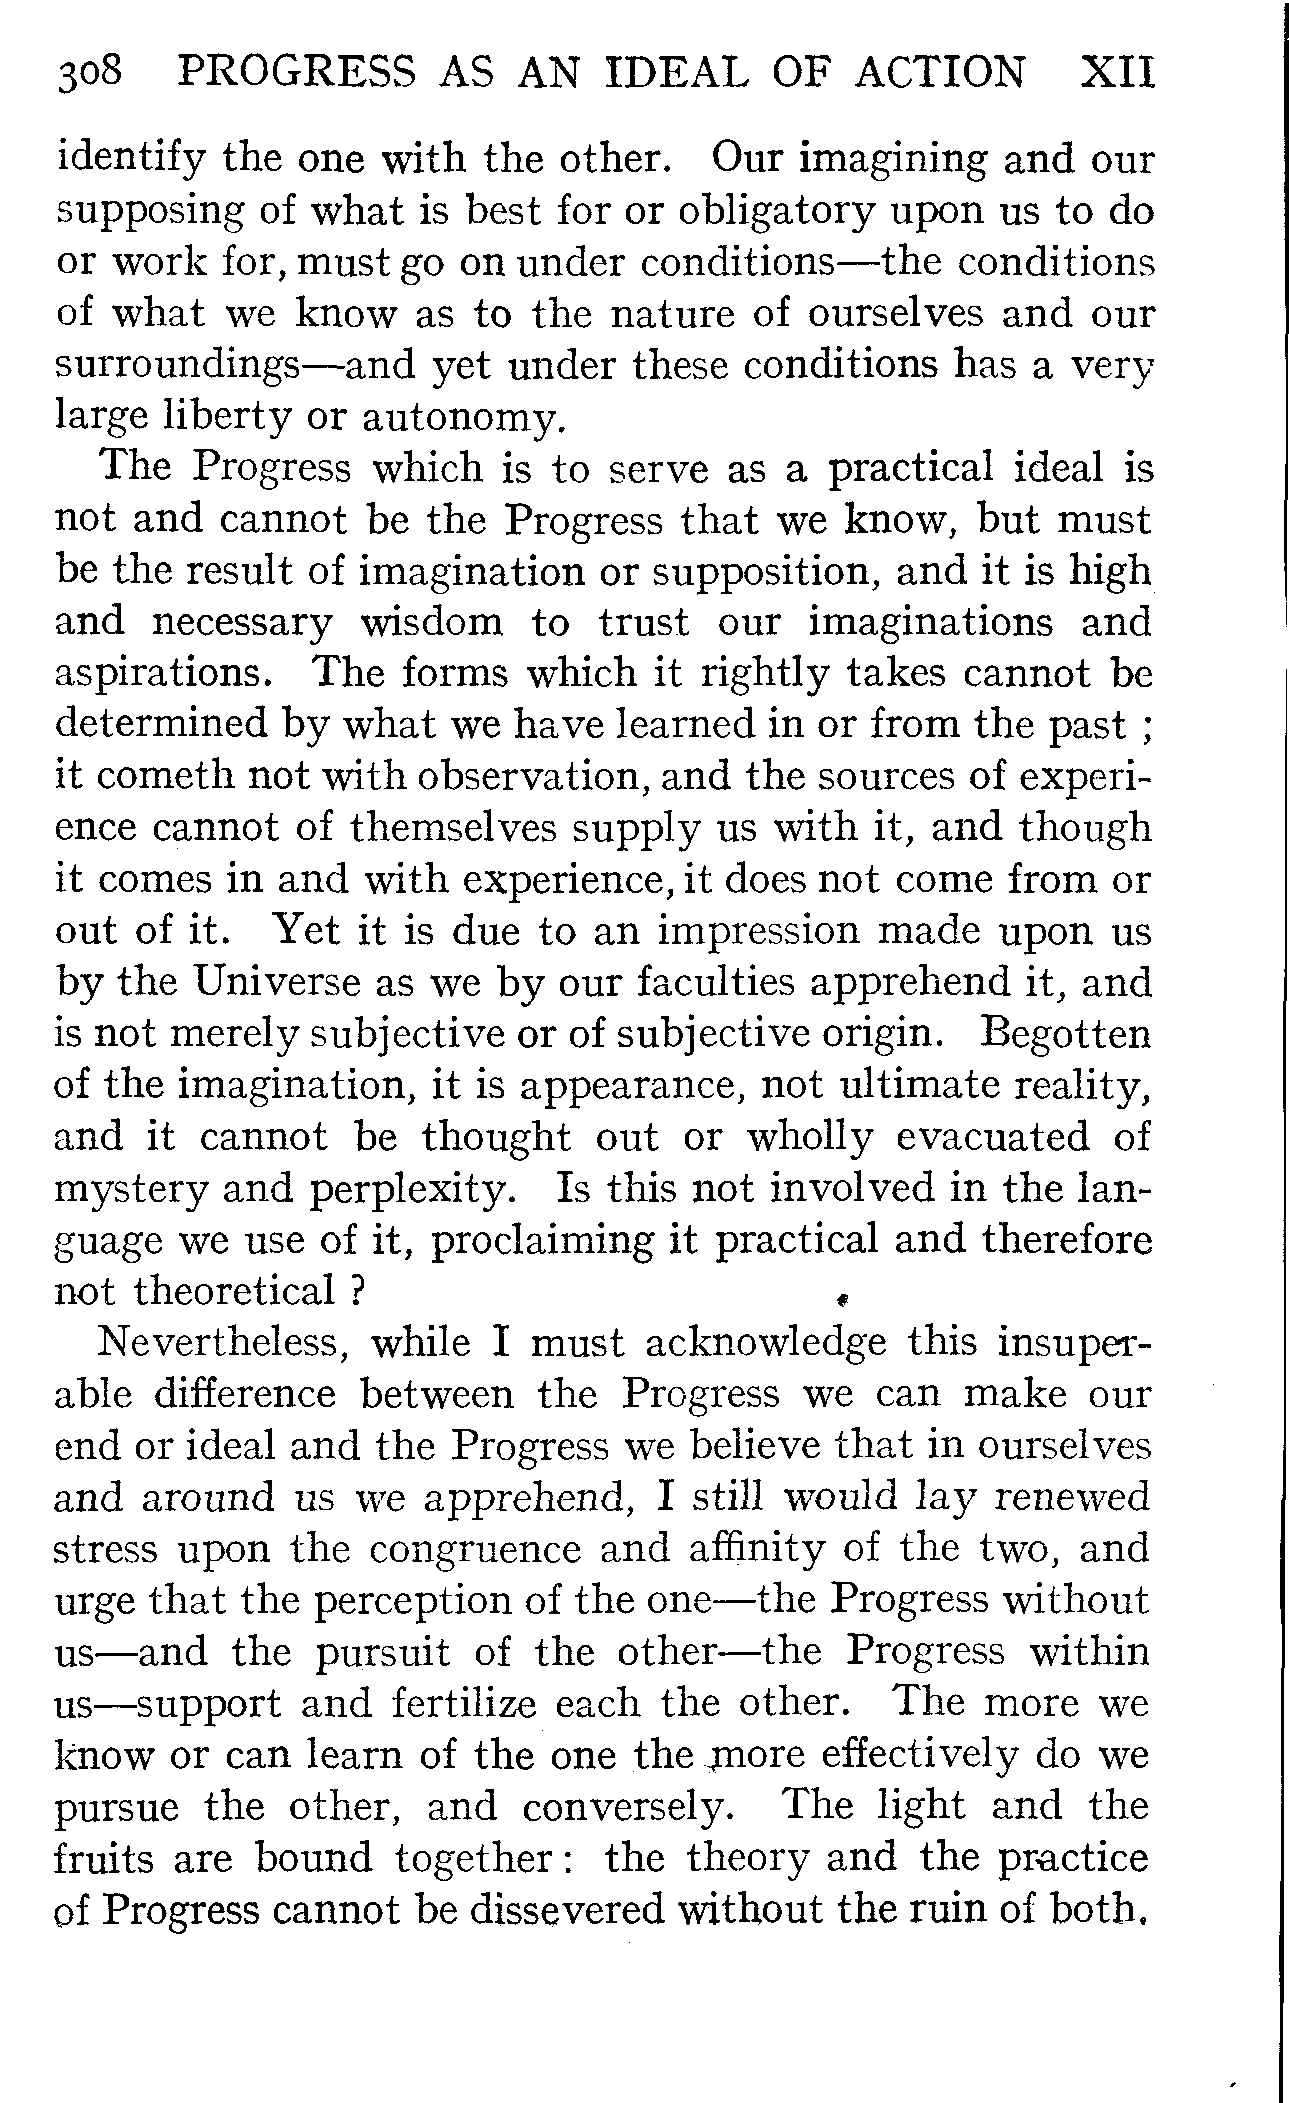 308 PROGRESS AS AN IDEAL OF ACTION XII
identify the one with the other. Our imagining and our
supposing of what is best for or obligatory upon us to do
or work for, must go on under conditions—the conditions
of what we know as to the nature of ourselves and our
surroundings—and yet under these conditions has a very
large liberty or autonomy.
The Progress which is to serve as a practical ideal is
not and cannot be the Progress that we know, but must
be the result of imagination or supposition, and it is high
and necessary wisdom to trust our imaginations and
aspirations. The forms which it rightly takes cannot be
determined by what we have learned in or from the past ;
it cometh not with observation, and the sources of experi-
ence cannot of themselves supply us with it, and though
it comes in and with experience, it does not come from or
out of it. Yet it is due to an impression made upon us
by the Universe as we by our faculties apprehend it, and
is not merely subjective or of subjective origin. Begotten
of the imagination, it is appearance, not ultimate reality,
and it cannot be thought out or wholly evacuated of
mystery and perplexity. Is this not involved in the lan-
guage we use of it, proclaiming it practical and therefore
not theoretical ?
Nevertheless, while I must acknowledge this insuper-
able difference between the Progress we can make our
end or ideal and the Progress we believe that in ourselves
and around us we apprehend, I still would lay renewed
stress upon the congruence and affinity of the two, and
urge that the perception of the one—the Progress without
us—and the pursuit of the other—the Progress within
us—support and fertilize each the other. The more we
know or can learn of the one the more effectively do we
pursue the other, and conversely. The light and the
fruits are bound together : the theory and the practice
of Progress cannot be dissevered without the ruin of both.